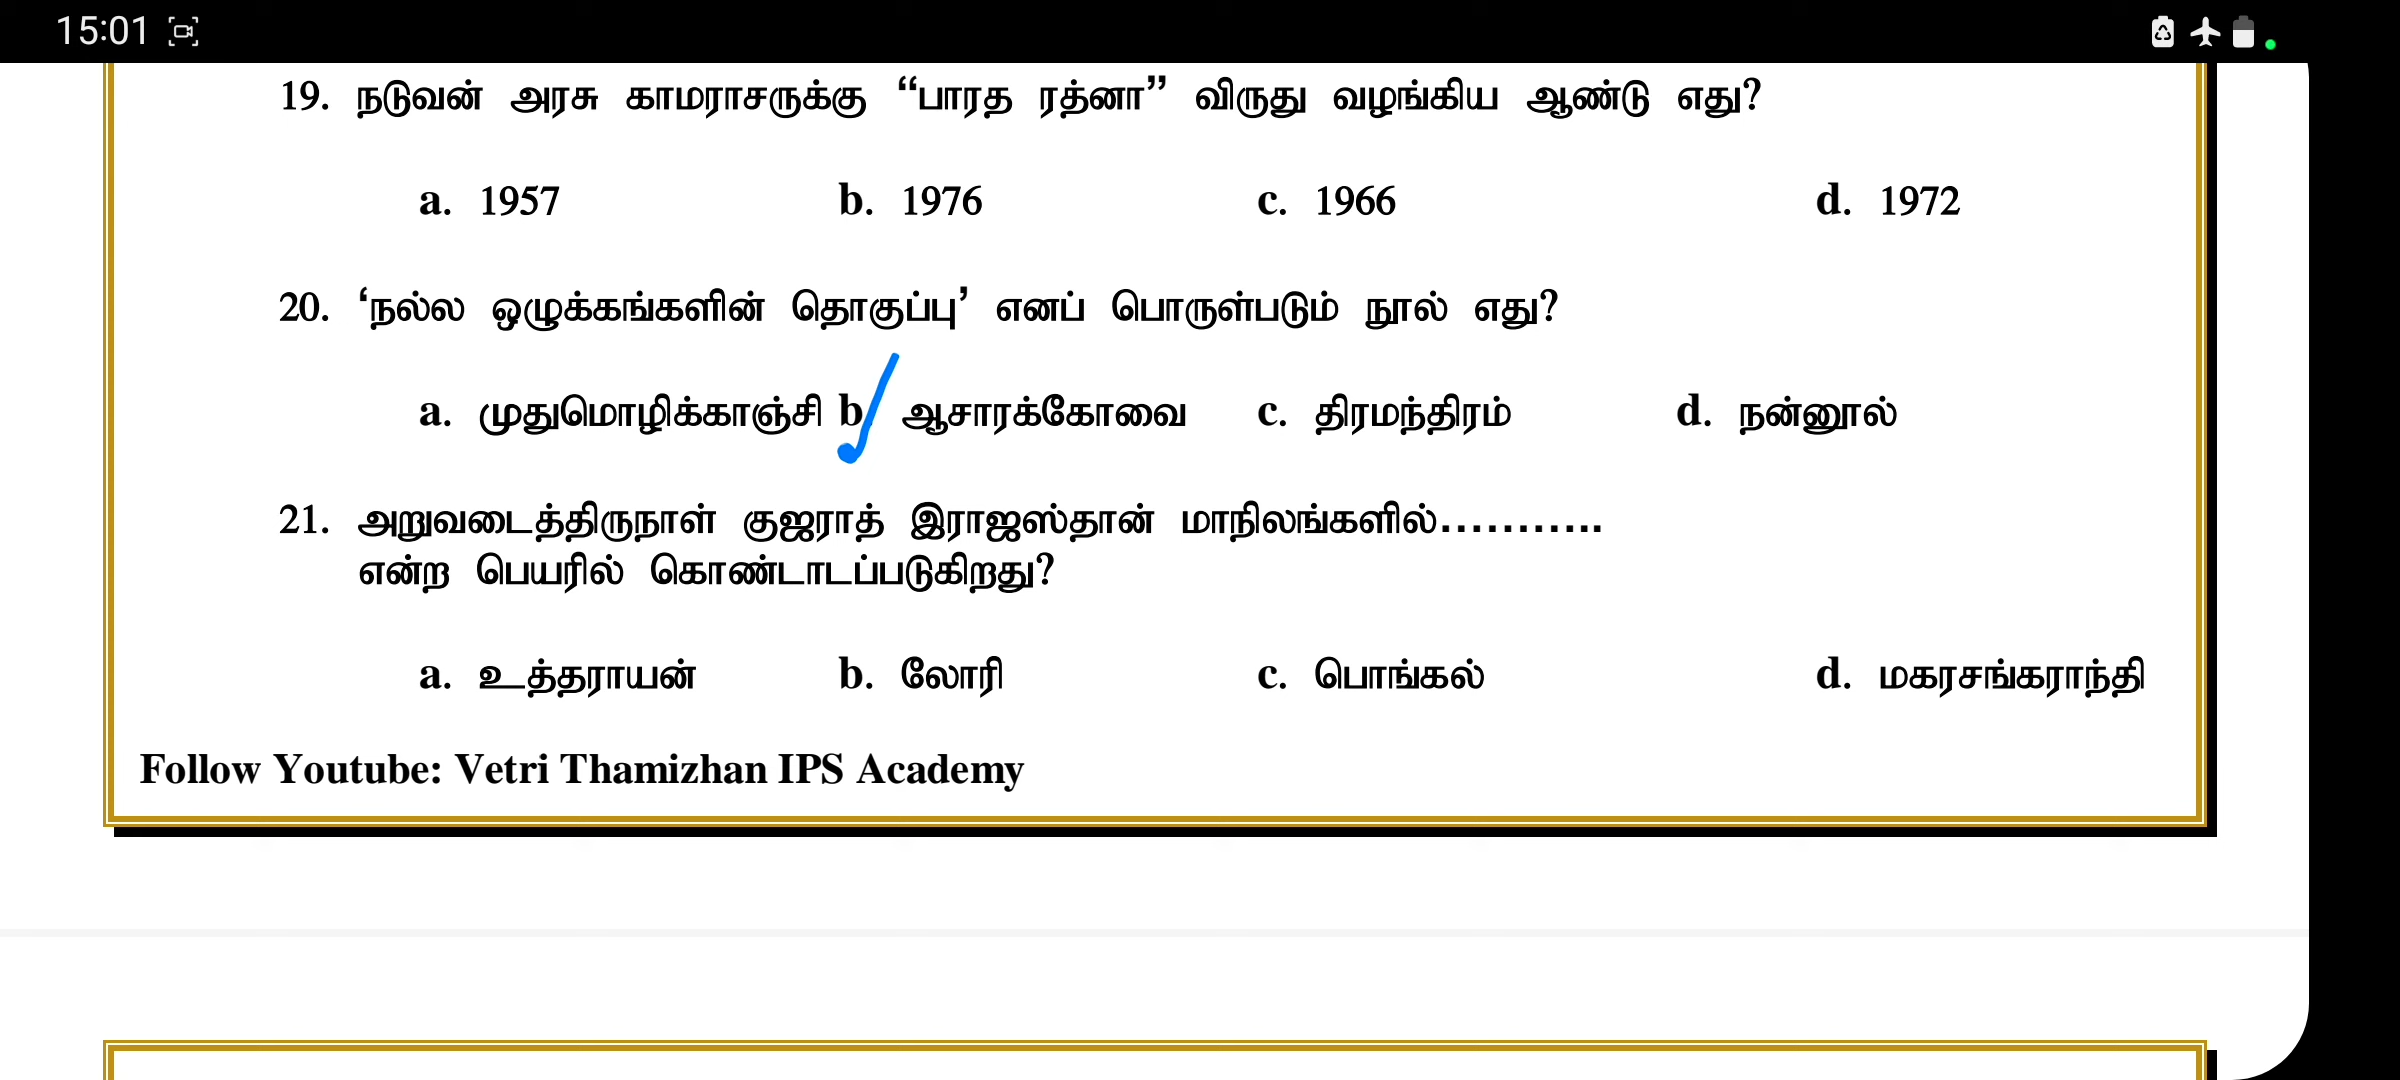 15:01
19. நடுவன் அரசு காமராசருக்கு “பாரத ரத்னா” விருது வழங்கிய ஆண்டு எது?
a. 1957 b. 1976 c. 1966 d. 1972
20. ‘நல்ல ஒழுக்கங்களின் தொகுப்பு’ எனப் பொருள்படும் நூல் எது?
a. முதுமொழிக்காஞ்சி b. ஆசாரக்கோவை c. திரமந்திரம் d. நன்னூல்
21. அறுவடைத்திருநாள் குஜராத் இராஜஸ்தான் மாநிலங்களில்...........
என்ற பெயரில் கொண்டாடப்படுகிறது?
a. உத்தராயன் b. லோரி c. பொங்கல் d. மகரசங்கராந்தி
Follow Youtube: Vetri Thamizhan IPS Academy